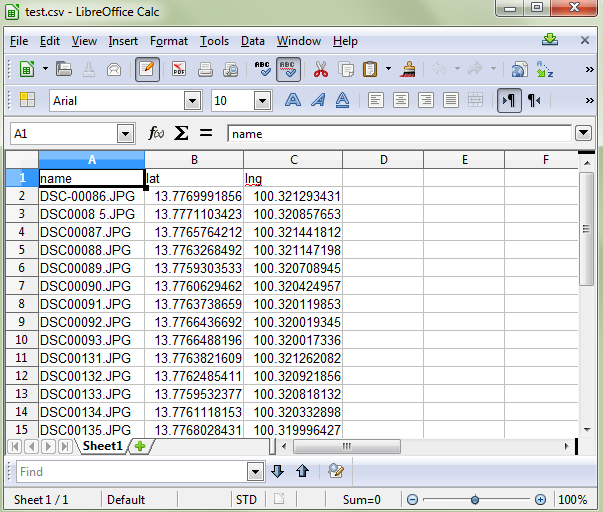 test.csv - LibreOffice Calc
File Edit View Insert Format Tools Data Window Help
Arial 10
A1 name
A B C D E F
1 name lat lng
2 DSC-00086.JPG 13.7769991856 100.321293431
3 DSC0008 5.JPG 13.7771103423 100.320857653
4 DSC00087.JPG 13.7765764212 100.321441812
5 DSC00088.JPG 13.7763268492 100.321147198
6 DSC00089.JPG 13.7759303533 100.320708945
7 DSC00090.JPG 13.7760629462 100.320424957
8 DSC00091.JPG 13.7763738659 100.320119853
9 DSC00092.JPG 13.7766436692 100.320019345
10 DSC00093.JPG 13.7766488196 100.320017336
11 DSC00131.JPG 13.7763821609 100.321262082
12 DSC00132.JPG 13.7762485411 100.320921856
13 DSC00133.JPG 13.7759532377 100.320818132
14 DSC00134.JPG 13.7761118153 100.320332898
15 DSC00135.JPG 13.7768028431 100.319996427
Sheet1
Find
Sheet 1 / 1 Default STD Sum=0 100%